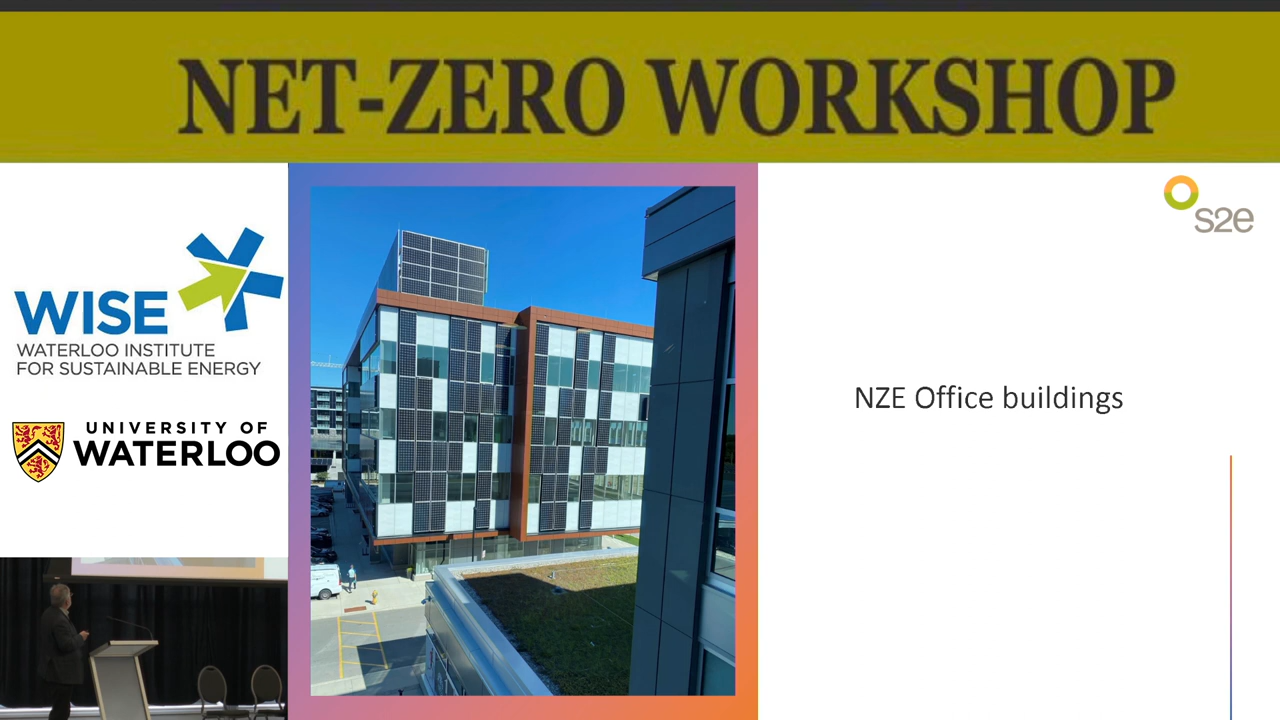 NET-ZERO WORKSHOP
WISE
WATERLOO INSTITUTE
FOR SUSTAINABLE ENERGY
UNIVERSITY OF
WATERLOO
s2e
NZE Office buildings